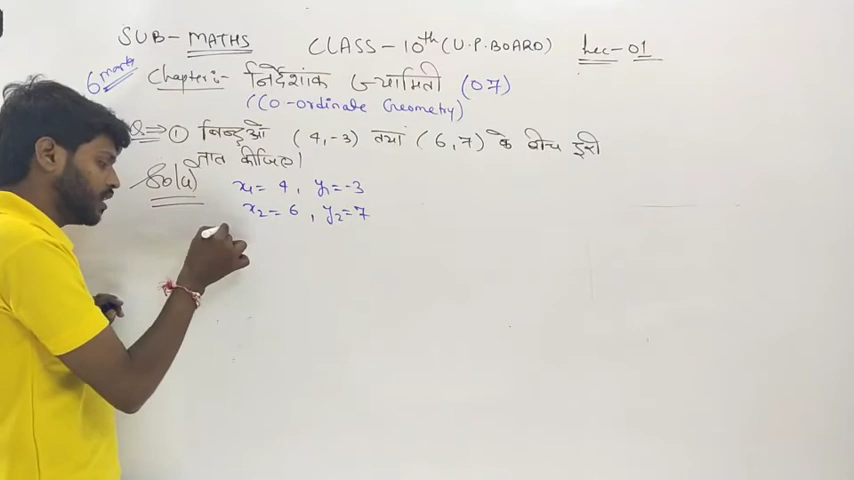 SUB- MATHS CLASS-10th (U.P.BOARD) Lec-01
6 marks Chapter:- निर्देशांक ज्यामिती (07)
(Co-ordinate Geometry)
Q⇒① बिन्दुओ (4,-3) तथा (6,7) के बीच दूरी
ज्ञात कीजिए।
Sol(1) x₁= 4, y₁=-3
x₂= 6, y₂=7